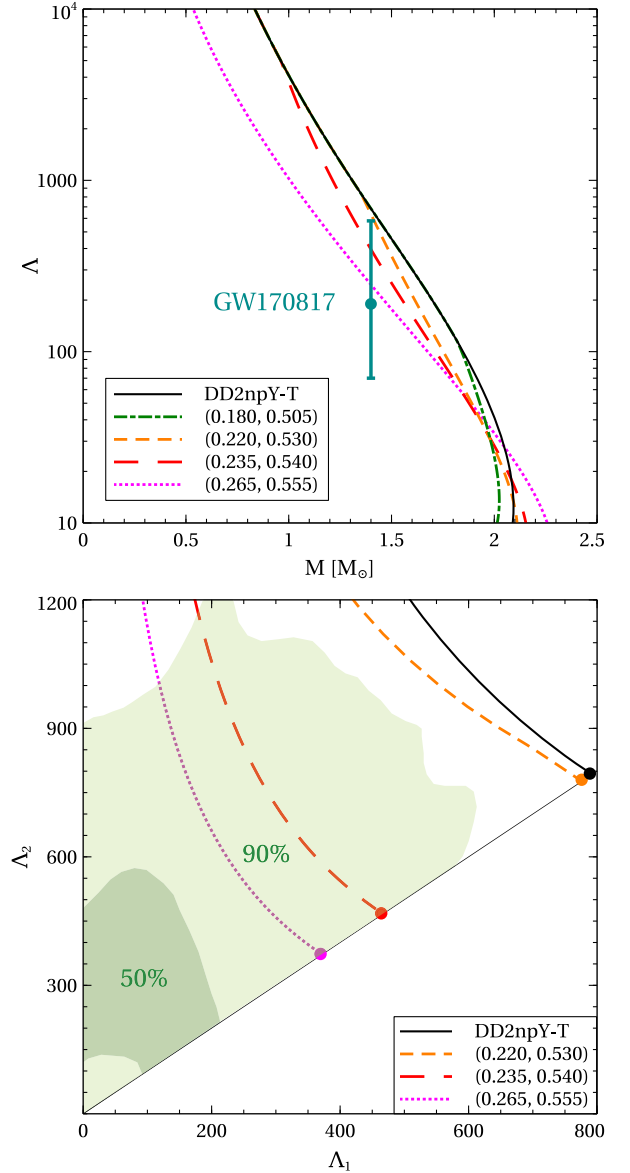 10⁴
1000
Λ
GW170817
100
DD2npY-T
(0.180, 0.505)
(0.220, 0.530)
(0.235, 0.540)
(0.265, 0.555)
10
0 0.5 1 1.5 2 2.5
M [M⊙]
1200
900
Λ₂
600
90%
50%
300
DD2npY-T
(0.220, 0.530)
(0.235, 0.540)
(0.265, 0.555)
0 200 400 600 800
Λ₁